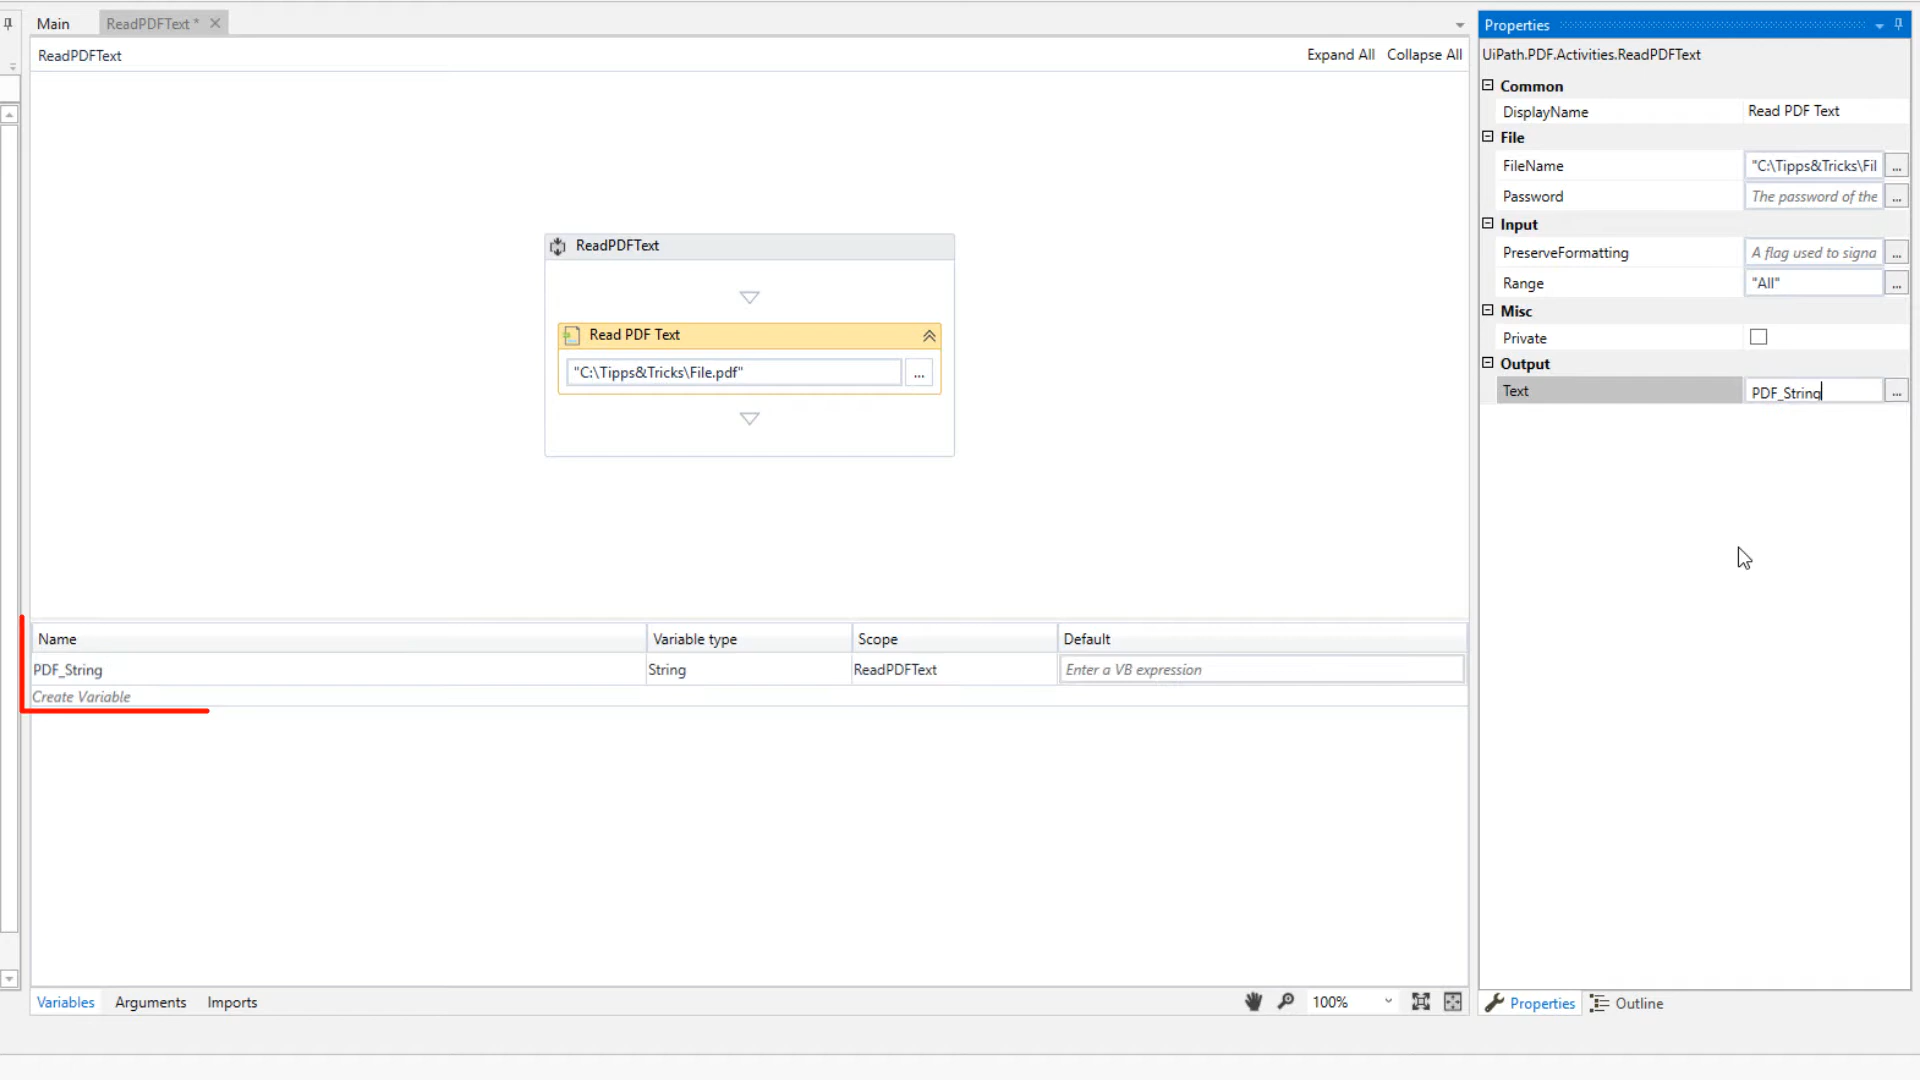 Main
ReadPDFText *
ReadPDFText
Expand All
Collapse All
ReadPDFText
Read PDF Text
"C:\Tipps&Tricks\File.pdf"
...
Name
Variable type
Scope
Default
PDF_String
String
ReadPDFText
Enter a VB expression
Create Variable
Variables
Arguments
Imports
100%
Properties
UiPath.PDF.Activities.ReadPDFText
Common
DisplayName
Read PDF Text
File
FileName
"C:\Tipps&Tricks\Fil
...
Password
The password of the
...
Input
PreserveFormatting
A flag used to signa
...
Range
"All"
...
Misc
Private
Output
Text
PDF_String
...
Properties
Outline